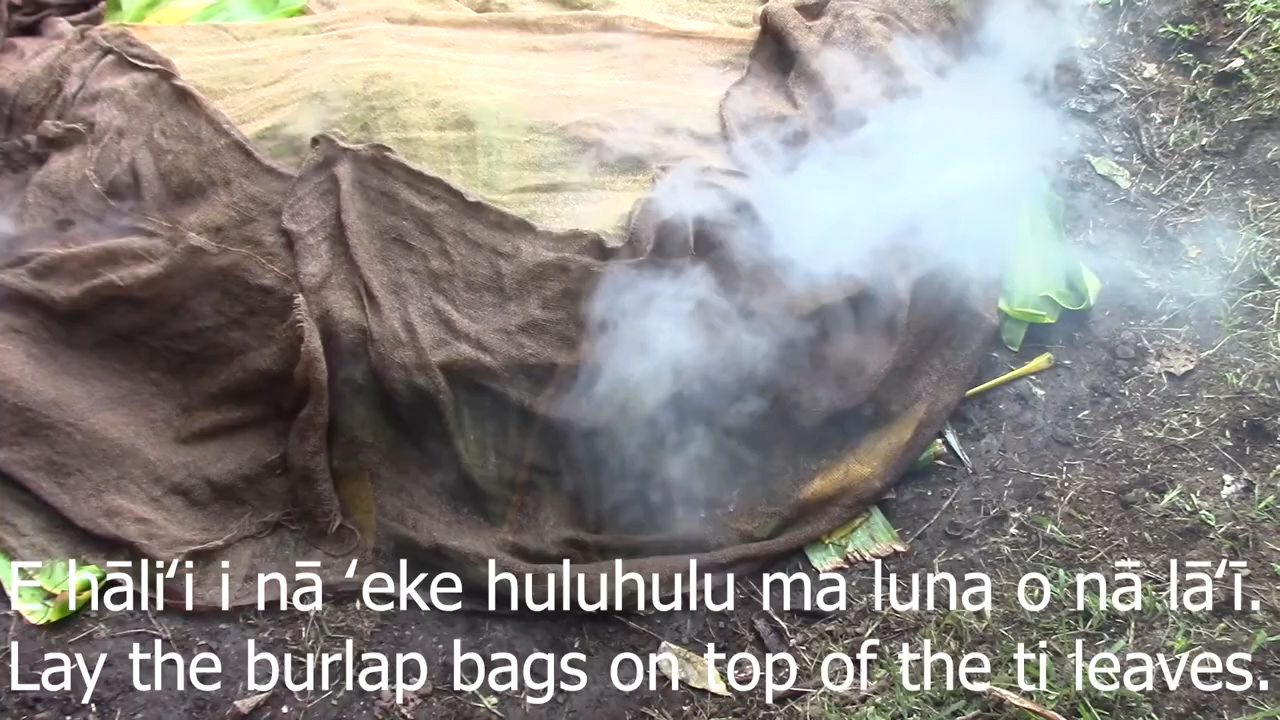 E hāliʻi i nā ʻeke huluhulu ma luna o nā lāʻī.
Lay the burlap bags on top of the ti leaves.